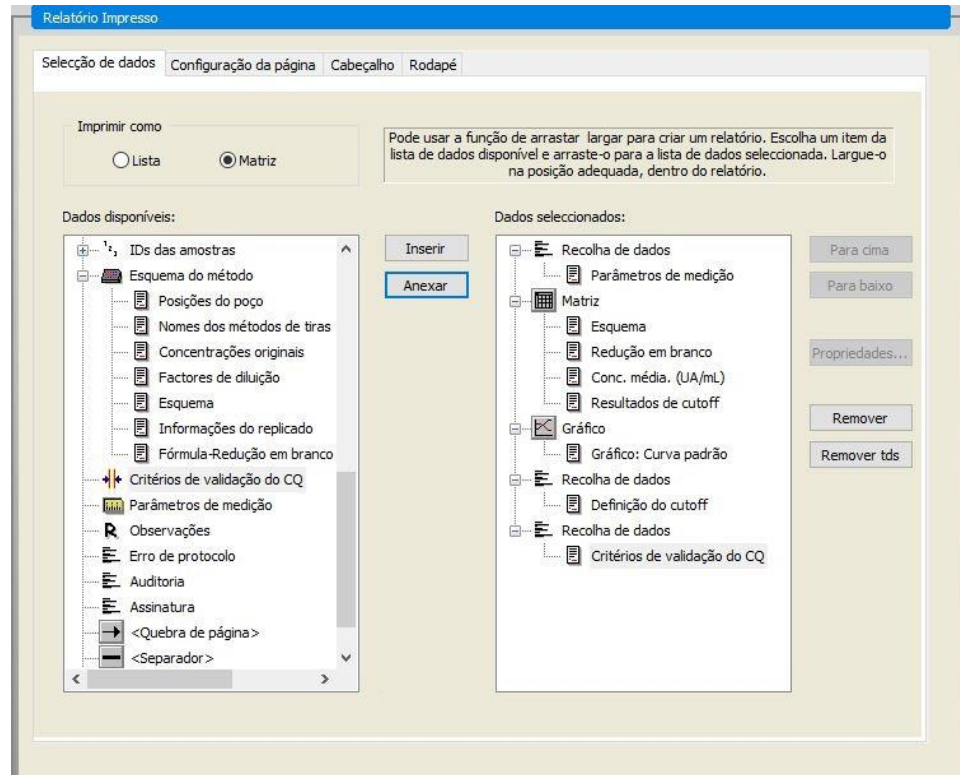 Relatório Impresso
Selecção de dados Configuração da página Cabeçalho Rodapé
Imprimir como
Lista Matriz
Pode usar a função de arrastar largar para criar um relatório. Escolha um item da
lista de dados disponível e arraste-o para a lista de dados seleccionada. Largue-o
na posição adequada, dentro do relatório.
Dados disponíveis:
IDs das amostras
Esquema do método
Posições do poço
Nomes dos métodos de tiras
Concentrações originais
Factores de diluição
Esquema
Informações do replicado
Fórmula-Redução em branco
Critérios de validação do CQ
Parâmetros de medição
Observações
Erro de protocolo
Auditoria
Assinatura
<Quebra de página>
<Separador>
Inserir
Anexar
Dados seleccionados:
Recolha de dados
Parâmetros de medição
Matriz
Esquema
Redução em branco
Conc. média. (UA/mL)
Resultados de cutoff
Gráfico
Gráfico: Curva padrão
Recolha de dados
Definição do cutoff
Recolha de dados
Critérios de validação do CQ
Para cima
Para baixo
Propriedades...
Remover
Remover tds